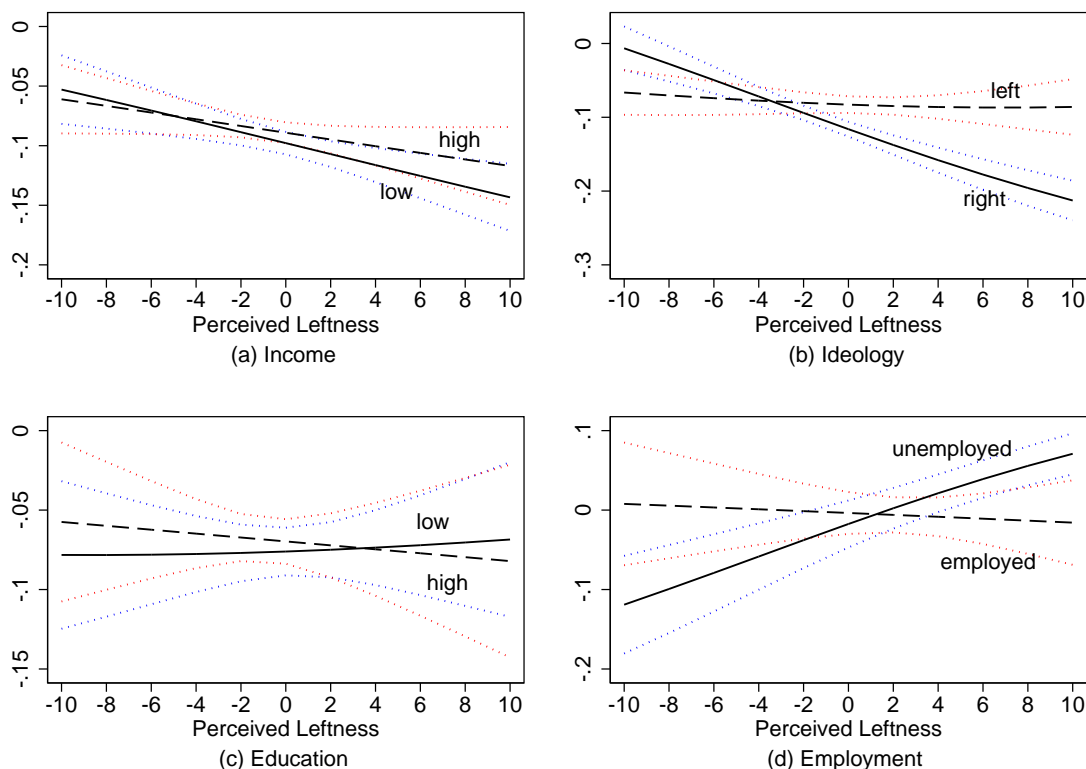 0
-.05
-.1
-.15
-.2
high
low
-10 -8 -6 -4 -2 0 2 4 6 8 10
Perceived Leftness
(a) Income
0
-.1
-.2
-.3
left
right
-10 -8 -6 -4 -2 0 2 4 6 8 10
Perceived Leftness
(b) Ideology
0
-.05
-.1
-.15
low
high
-10 -8 -6 -4 -2 0 2 4 6 8 10
Perceived Leftness
(c) Education
.1
0
-.1
-.2
unemployed
employed
-10 -8 -6 -4 -2 0 2 4 6 8 10
Perceived Leftness
(d) Employment